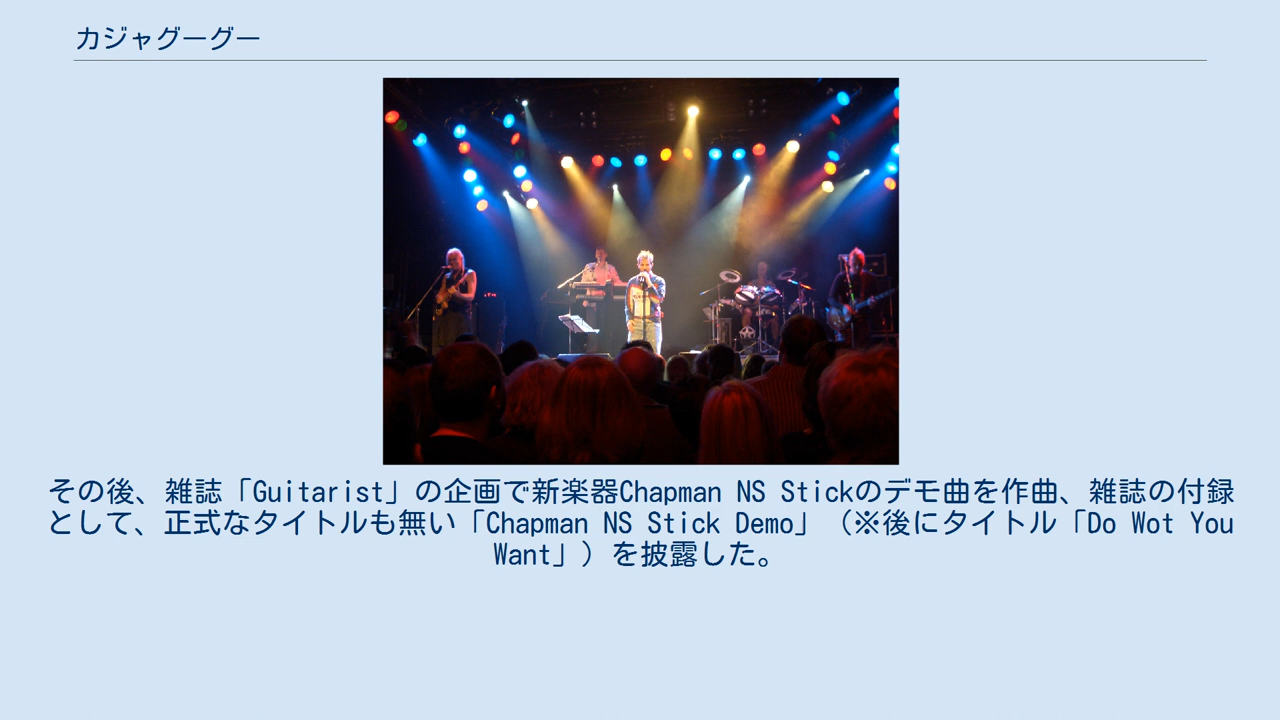 カジャグーグー
その後、雑誌「Guitarist」の企画で新楽器Chapman NS Stickのデモ曲を作曲、雑誌の付録
として、正式なタイトルも無い「Chapman NS Stick Demo」（※後にタイトル「Do Wot You
Want」）を披露した。